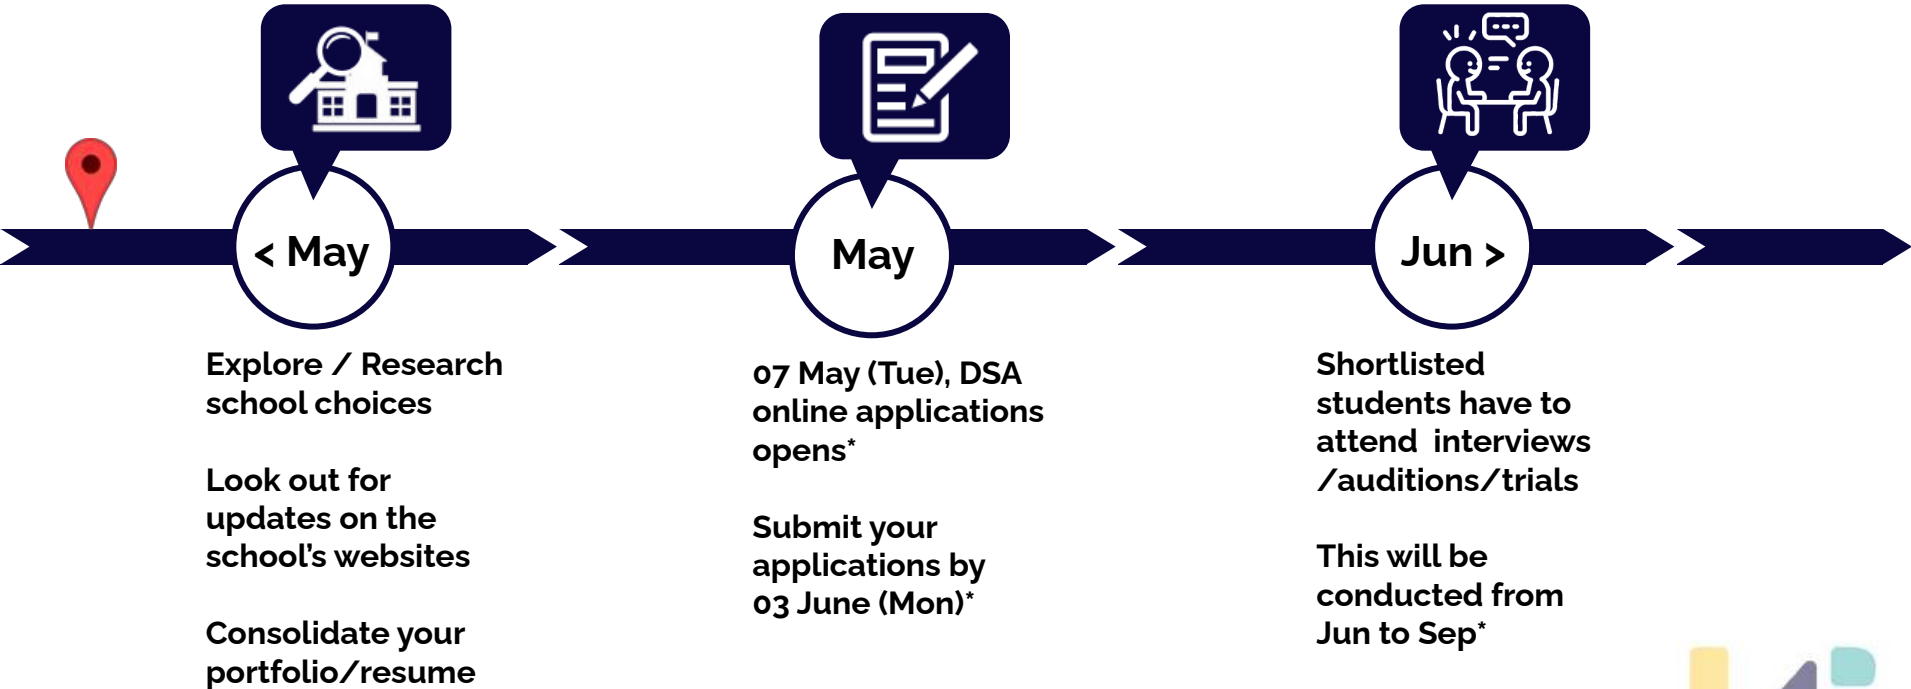 < May
Explore / Research
school choices
Look out for
updates on the
school's websites
Consolidate your
portfolio/resume
May
07 May (Tue), DSA
online applications
opens*
Submit your
applications by
03 June (Mon)*
Jun >
Shortlisted
students have to
attend  interviews
/auditions/trials
This will be
conducted from
Jun to Sep*